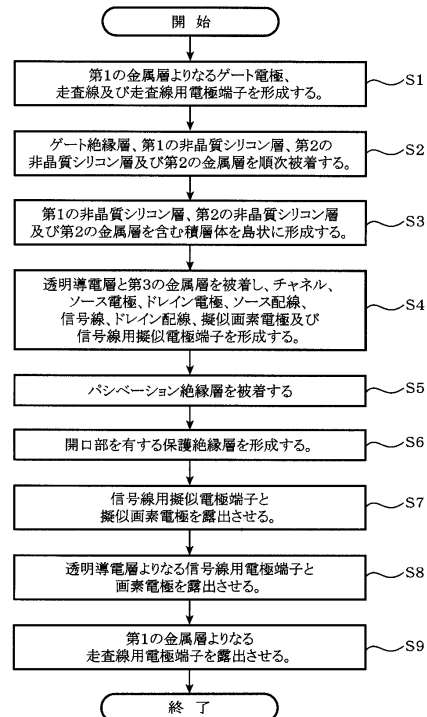 開 始
第1の金属層よりなるゲート電極、
走査線及び走査線用電極端子を形成する。
S1
ゲート絶縁層、第1の非晶質シリコン層、第2の
非晶質シリコン層及び第2の金属層を順次被着する。
S2
第1の非晶質シリコン層、第2の非晶質シリコン層
及び第2の金属層を含む積層体を島状に形成する。
S3
透明導電層と第3の金属層を被着し、チャネル、
ソース電極、ドレイン電極、ソース配線、
信号線、ドレイン配線、擬似画素電極及び
信号線用擬似電極端子を形成する。
S4
パシベーション絶縁層を被着する
S5
開口部を有する保護絶縁層を形成する。
S6
信号線用擬似電極端子と
擬似画素電極を露出させる。
S7
透明導電層よりなる信号線用電極端子と
画素電極を露出させる。
S8
第1の金属層よりなる
走査線用電極端子を露出させる。
S9
終 了